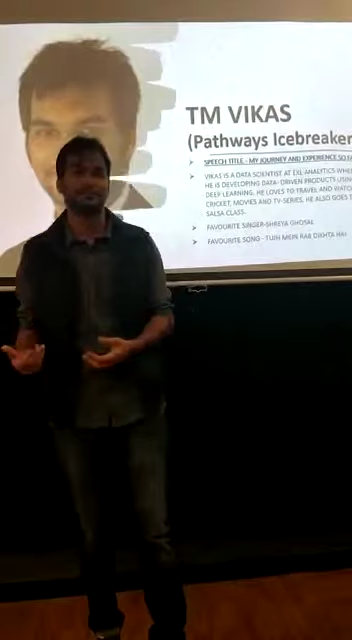 TM VIKAS
(Pathways Icebreaker
SPEECH TITLE - MY JOURNEY AND EXPERIENCE SO FA
VIKAS IS A DATA SCIENTIST AT EXL ANALYTICS WHE
HE IS DEVELOPING DATA- DRIVEN PRODUCTS USING
DEEP LEARNING. HE LOVES TO TRAVEL AND WATC
CRICKET, MOVIES AND TV-SERIES. HE ALSO GOES T
SALSA CLASS.
FAVOURITE SINGER-SHREYA GHOSAL
FAVOURITE SONG - TUJH MEIN RAB DIKHTA HAI